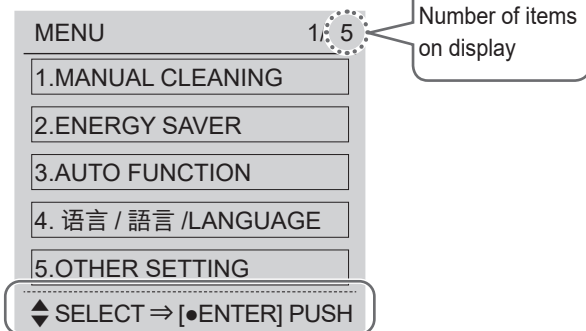 MENU 1/ 5
Number of items
on display
1.MANUAL CLEANING
2.ENERGY SAVER
3.AUTO FUNCTION
4. 语言 / 語言 /LANGUAGE
5.OTHER SETTING
♦ SELECT ⇒ [●ENTER] PUSH